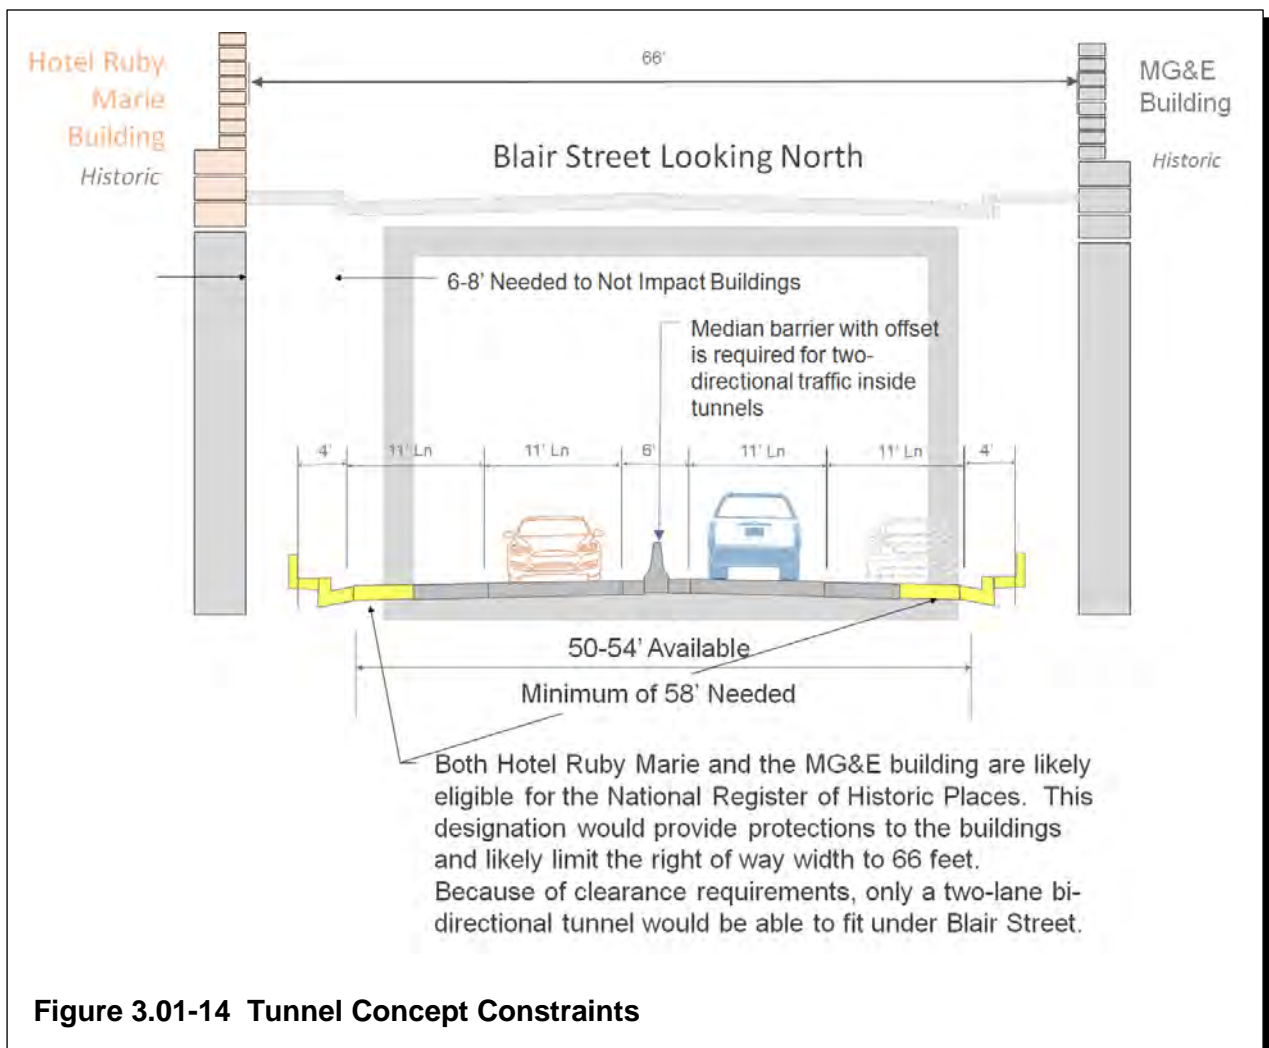 Hotel Ruby
Marie
Building
Historic
66'
MG&E
Building
Historic
Blair Street Looking North
6-8' Needed to Not Impact Buildings
Median barrier with offset
is required for two-
directional traffic inside
tunnels
4'
11' Ln
11' Ln
6'
11' Ln
11' Ln
4'
50-54' Available
Minimum of 58' Needed
Both Hotel Ruby Marie and the MG&E building are likely
eligible for the National Register of Historic Places. This
designation would provide protections to the buildings
and likely limit the right of way width to 66 feet.
Because of clearance requirements, only a two-lane bi-
directional tunnel would be able to fit under Blair Street.
Figure 3.01-14 Tunnel Concept Constraints